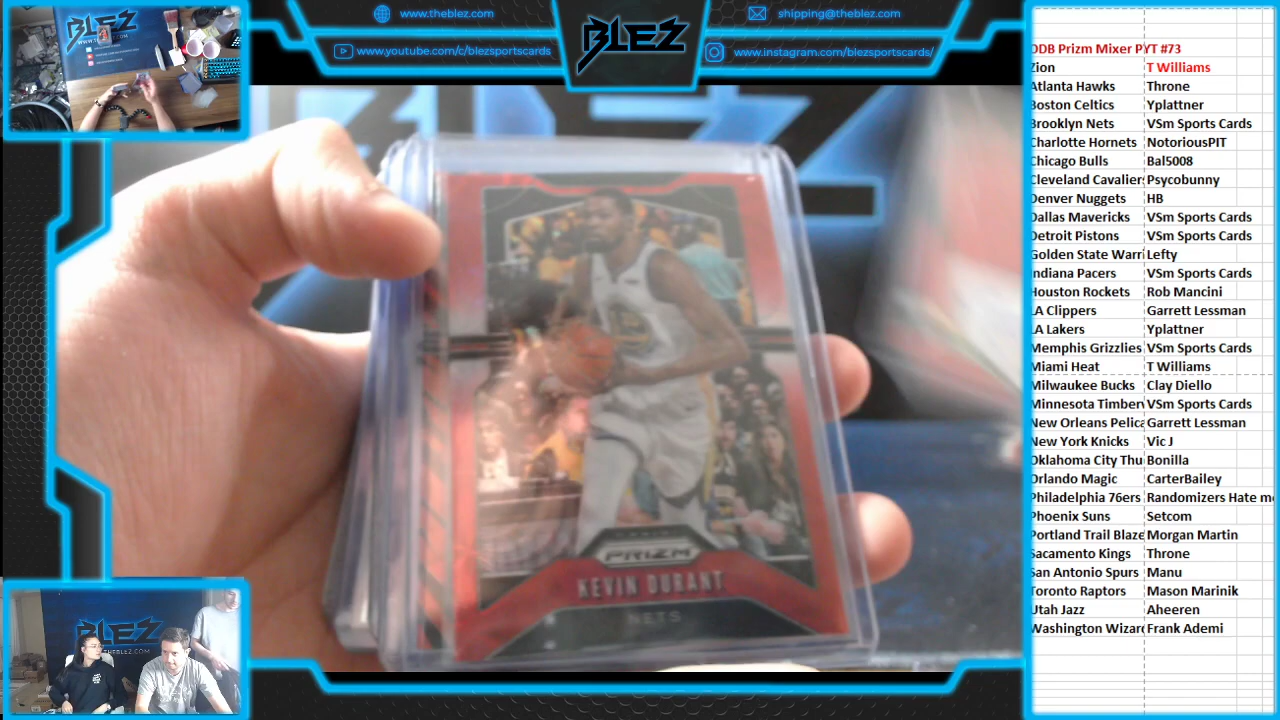 BLEZ
www.theblez.com
www.youtube.com/c/blezsportscards
BLEZ
shipping@theblez.com
www.instagram.com/blezsportscards/
PRIZM
KEVIN DURANT
NETS
BLEZ
DDB Prizm Mixer PYT #73
Zion T Williams
Atlanta Hawks Throne
Boston Celtics Yplattner
Brooklyn Nets VSm Sports Cards
Charlotte Hornets NotoriousPIT
Chicago Bulls Bal5008
Cleveland Cavaliers Psycobunny
Denver Nuggets HB
Dallas Mavericks VSm Sports Cards
Detroit Pistons VSm Sports Cards
Golden State Warri Lefty
Indiana Pacers VSm Sports Cards
Houston Rockets Rob Mancini
LA Clippers Garrett Lessman
LA Lakers Yplattner
Memphis Grizzlies VSm Sports Cards
Miami Heat T Williams
Milwaukee Bucks Clay Diello
Minnesota Timber VSm Sports Cards
New Orleans Pelica Garrett Lessman
New York Knicks Vic J
Oklahoma City Thu Bonilla
Orlando Magic CarterBailey
Philadelphia 76ers Randomizers Hate me
Phoenix Suns Setcom
Portland Trail Blaze Morgan Martin
Sacamento Kings Throne
San Antonio Spurs Manu
Toronto Raptors Mason Marinik
Utah Jazz Aheeren
Washington Wizard Frank Ademi